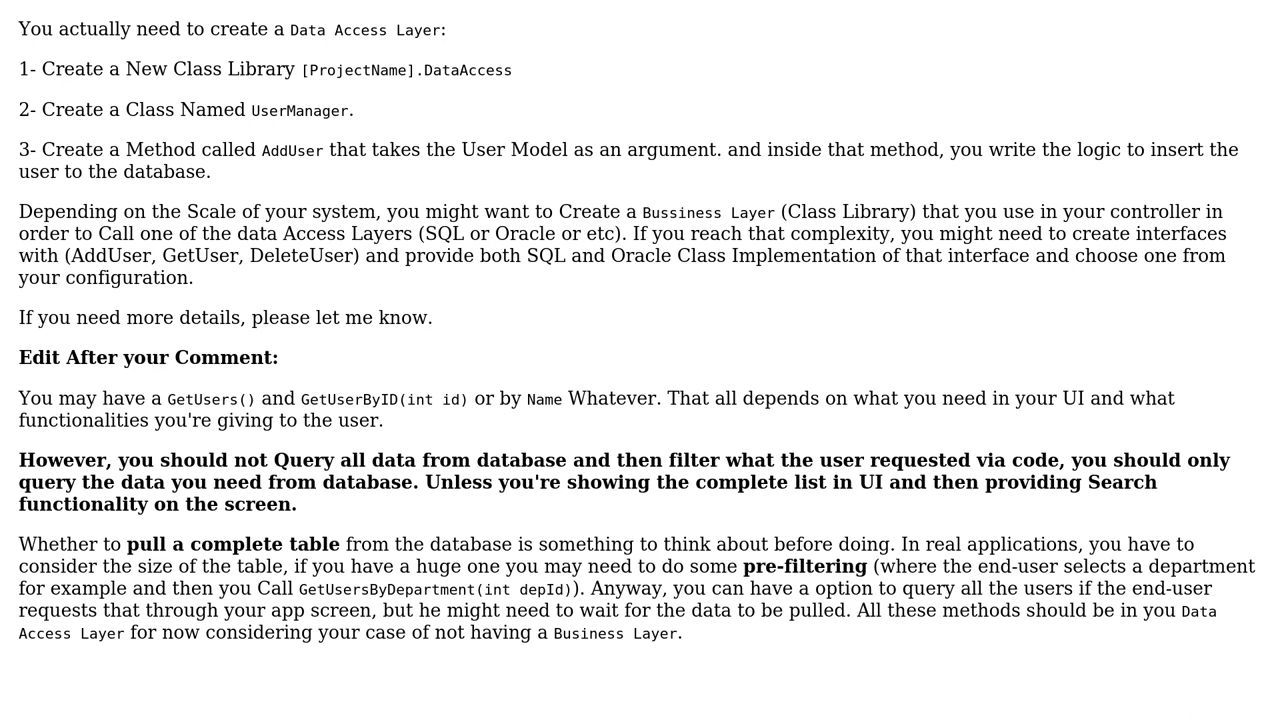 You actually need to create a Data Access Layer:
1- Create a New Class Library [ProjectName].DataAccess
2- Create a Class Named UserManager.
3- Create a Method called AddUser that takes the User Model as an argument. and inside that method, you write the logic to insert the
user to the database.
Depending on the Scale of your system, you might want to Create a Bussiness Layer (Class Library) that you use in your controller in
order to Call one of the data Access Layers (SQL or Oracle or etc). If you reach that complexity, you might need to create interfaces
with (AddUser, GetUser, DeleteUser) and provide both SQL and Oracle Class Implementation of that interface and choose one from
your configuration.
If you need more details, please let me know.
Edit After your Comment:
You may have a GetUsers() and GetUserByID(int id) or by Name Whatever. That all depends on what you need in your UI and what
functionalities you're giving to the user.
However, you should not Query all data from database and then filter what the user requested via code, you should only
query the data you need from database. Unless you're showing the complete list in UI and then providing Search
functionality on the screen.
Whether to pull a complete table from the database is something to think about before doing. In real applications, you have to
consider the size of the table, if you have a huge one you may need to do some pre-filtering (where the end-user selects a department
for example and then you Call GetUsersByDepartment(int depId)). Anyway, you can have a option to query all the users if the end-user
requests that through your app screen, but he might need to wait for the data to be pulled. All these methods should be in you Data
Access Layer for now considering your case of not having a Business Layer.